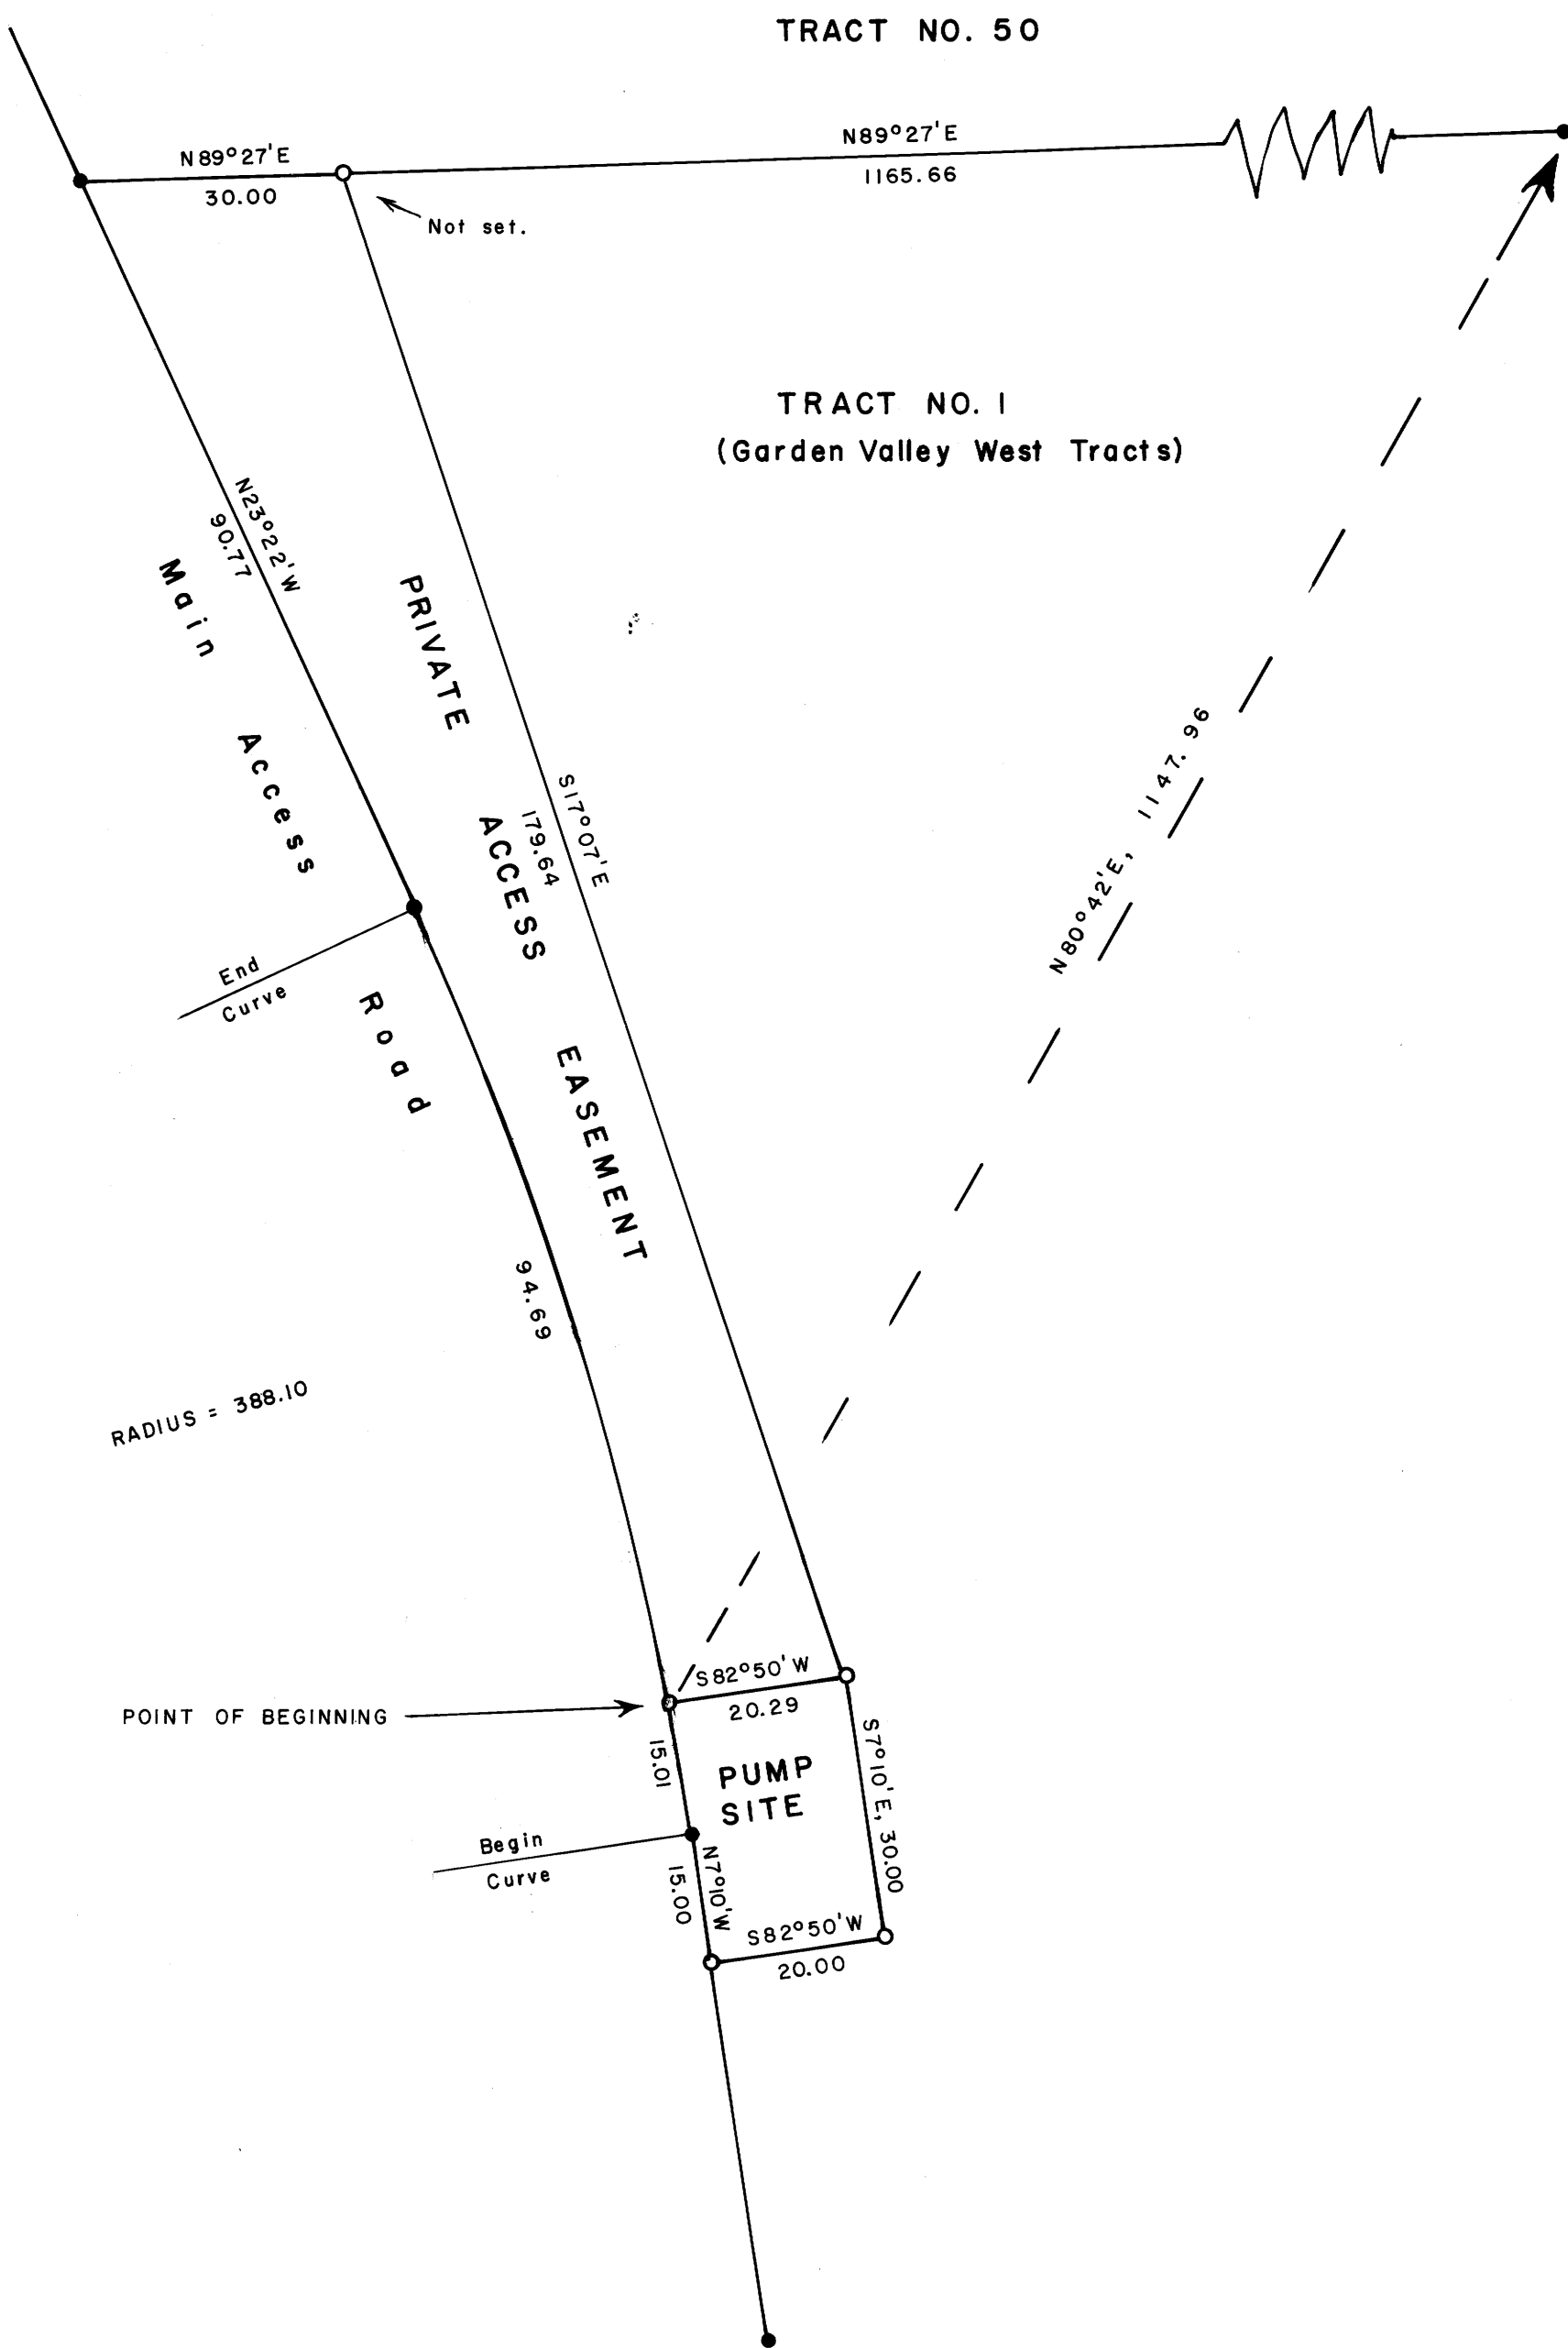 TRACT NO. 50
N89°27'E
30.00
N89°27'E
1165.66
Not set.
TRACT NO. 1
(Garden Valley West Tracts)
N23°22'W
90.77
Main Access Road
PRIVATE ACCESS EASEMENT
S17°07'E
179.64
N80°42'E, 1147.96
End
Curve
94.69
RADIUS = 388.10
POINT OF BEGINNING
S82°50'W
20.29
15.01
PUMP
SITE
S7°10'E, 30.00
Begin
Curve
N7°10'W
15.00
S82°50'W
20.00